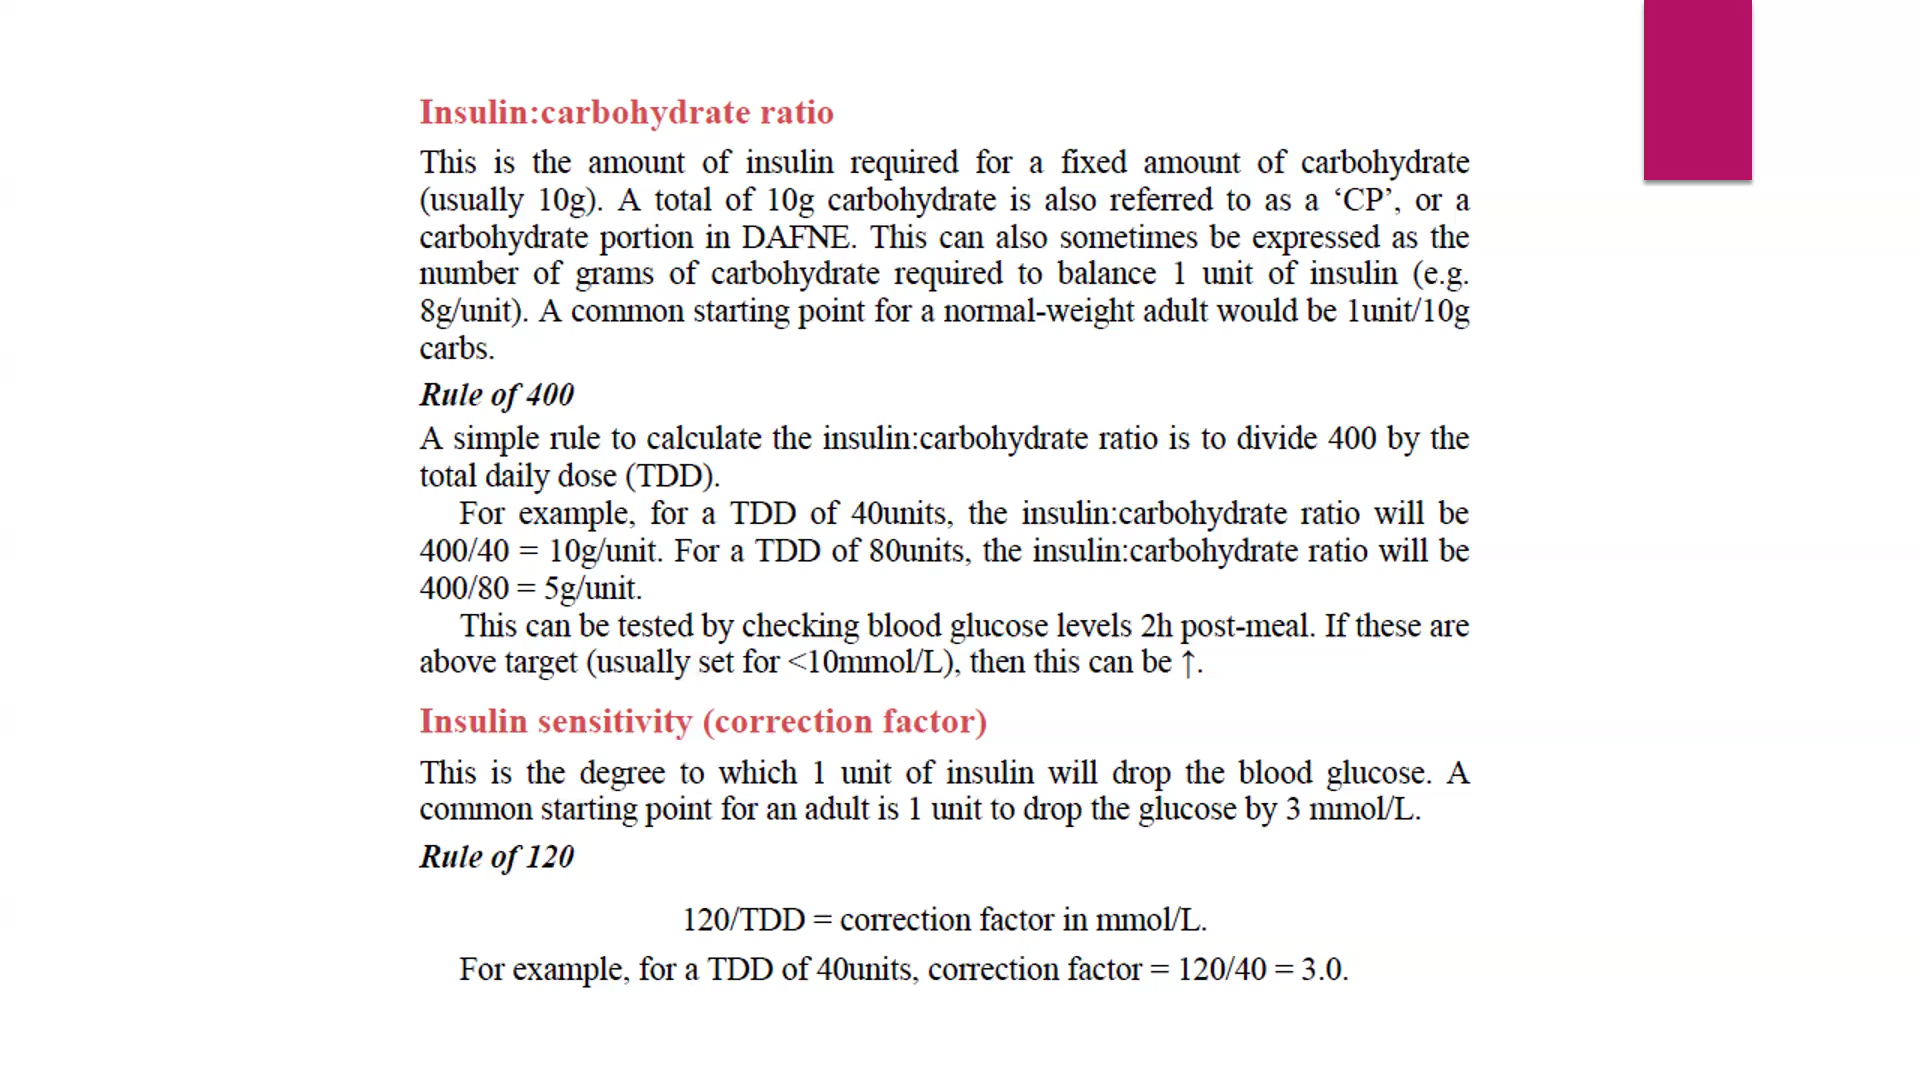 Insulin:carbohydrate ratio
This is the amount of insulin required for a fixed amount of carbohydrate
(usually 10g). A total of 10g carbohydrate is also referred to as a ‘CP’, or a
carbohydrate portion in DAFNE. This can also sometimes be expressed as the
number of grams of carbohydrate required to balance 1 unit of insulin (e.g.
8g/unit). A common starting point for a normal-weight adult would be 1unit/10g
carbs.
Rule of 400
A simple rule to calculate the insulin:carbohydrate ratio is to divide 400 by the
total daily dose (TDD).
For example, for a TDD of 40units, the insulin:carbohydrate ratio will be
400/40 = 10g/unit. For a TDD of 80units, the insulin:carbohydrate ratio will be
400/80 = 5g/unit.
This can be tested by checking blood glucose levels 2h post-meal. If these are
above target (usually set for <10mmol/L), then this can be ↑.
Insulin sensitivity (correction factor)
This is the degree to which 1 unit of insulin will drop the blood glucose. A
common starting point for an adult is 1 unit to drop the glucose by 3 mmol/L.
Rule of 120
120/TDD = correction factor in mmol/L.
For example, for a TDD of 40units, correction factor = 120/40 = 3.0.